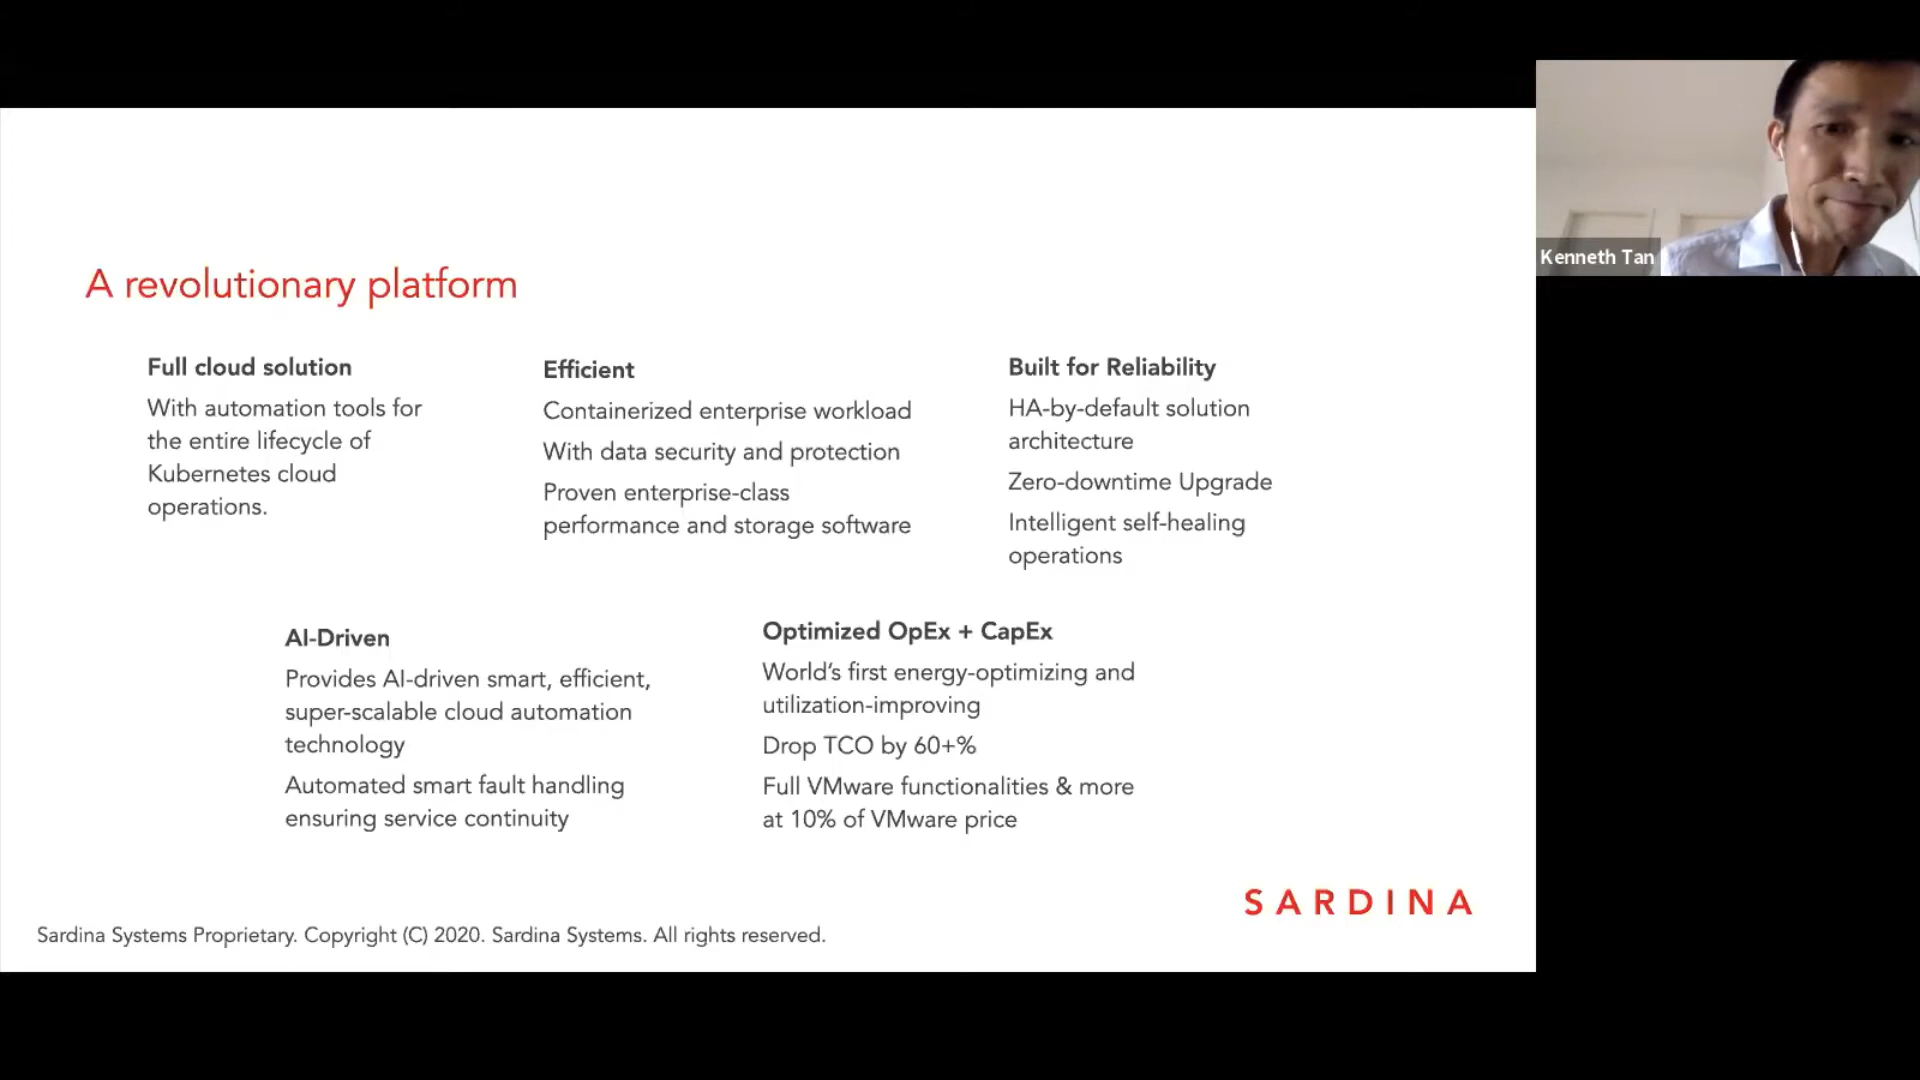 Kenneth Tan
A revolutionary platform
Full cloud solution
With automation tools for
the entire lifecycle of
Kubernetes cloud
operations.
Efficient
Containerized enterprise workload
With data security and protection
Proven enterprise-class
performance and storage software
Built for Reliability
HA-by-default solution
architecture
Zero-downtime Upgrade
Intelligent self-healing
operations
AI-Driven
Provides AI-driven smart, efficient,
super-scalable cloud automation
technology
Automated smart fault handling
ensuring service continuity
Optimized OpEx + CapEx
World’s first energy-optimizing and
utilization-improving
Drop TCO by 60+%
Full VMware functionalities & more
at 10% of VMware price
SARDINA
Sardina Systems Proprietary. Copyright (C) 2020. Sardina Systems. All rights reserved.